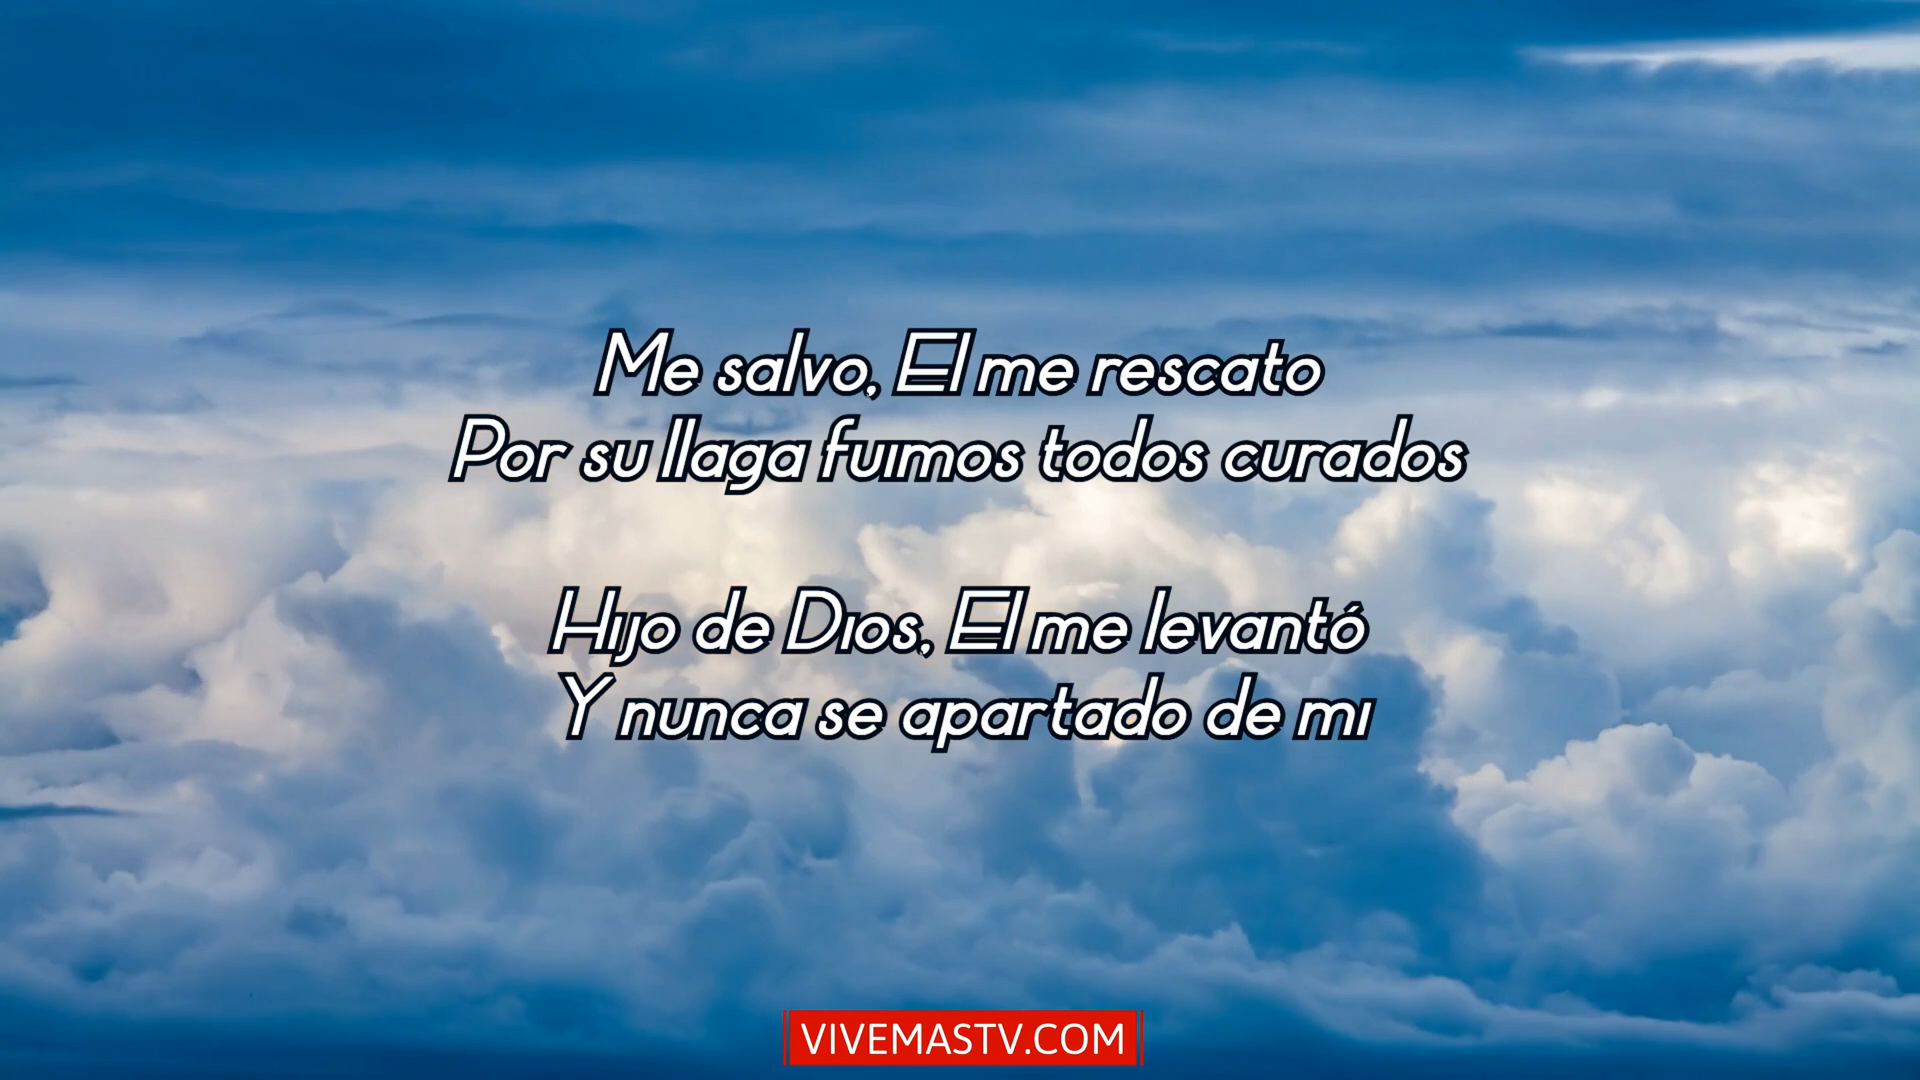 Me salvo, El me rescato
Por su llaga fuimos todos curados
Hijo de Dios, El me levantó
Y nunca se apartado de mi
VIVEMASTV.COM